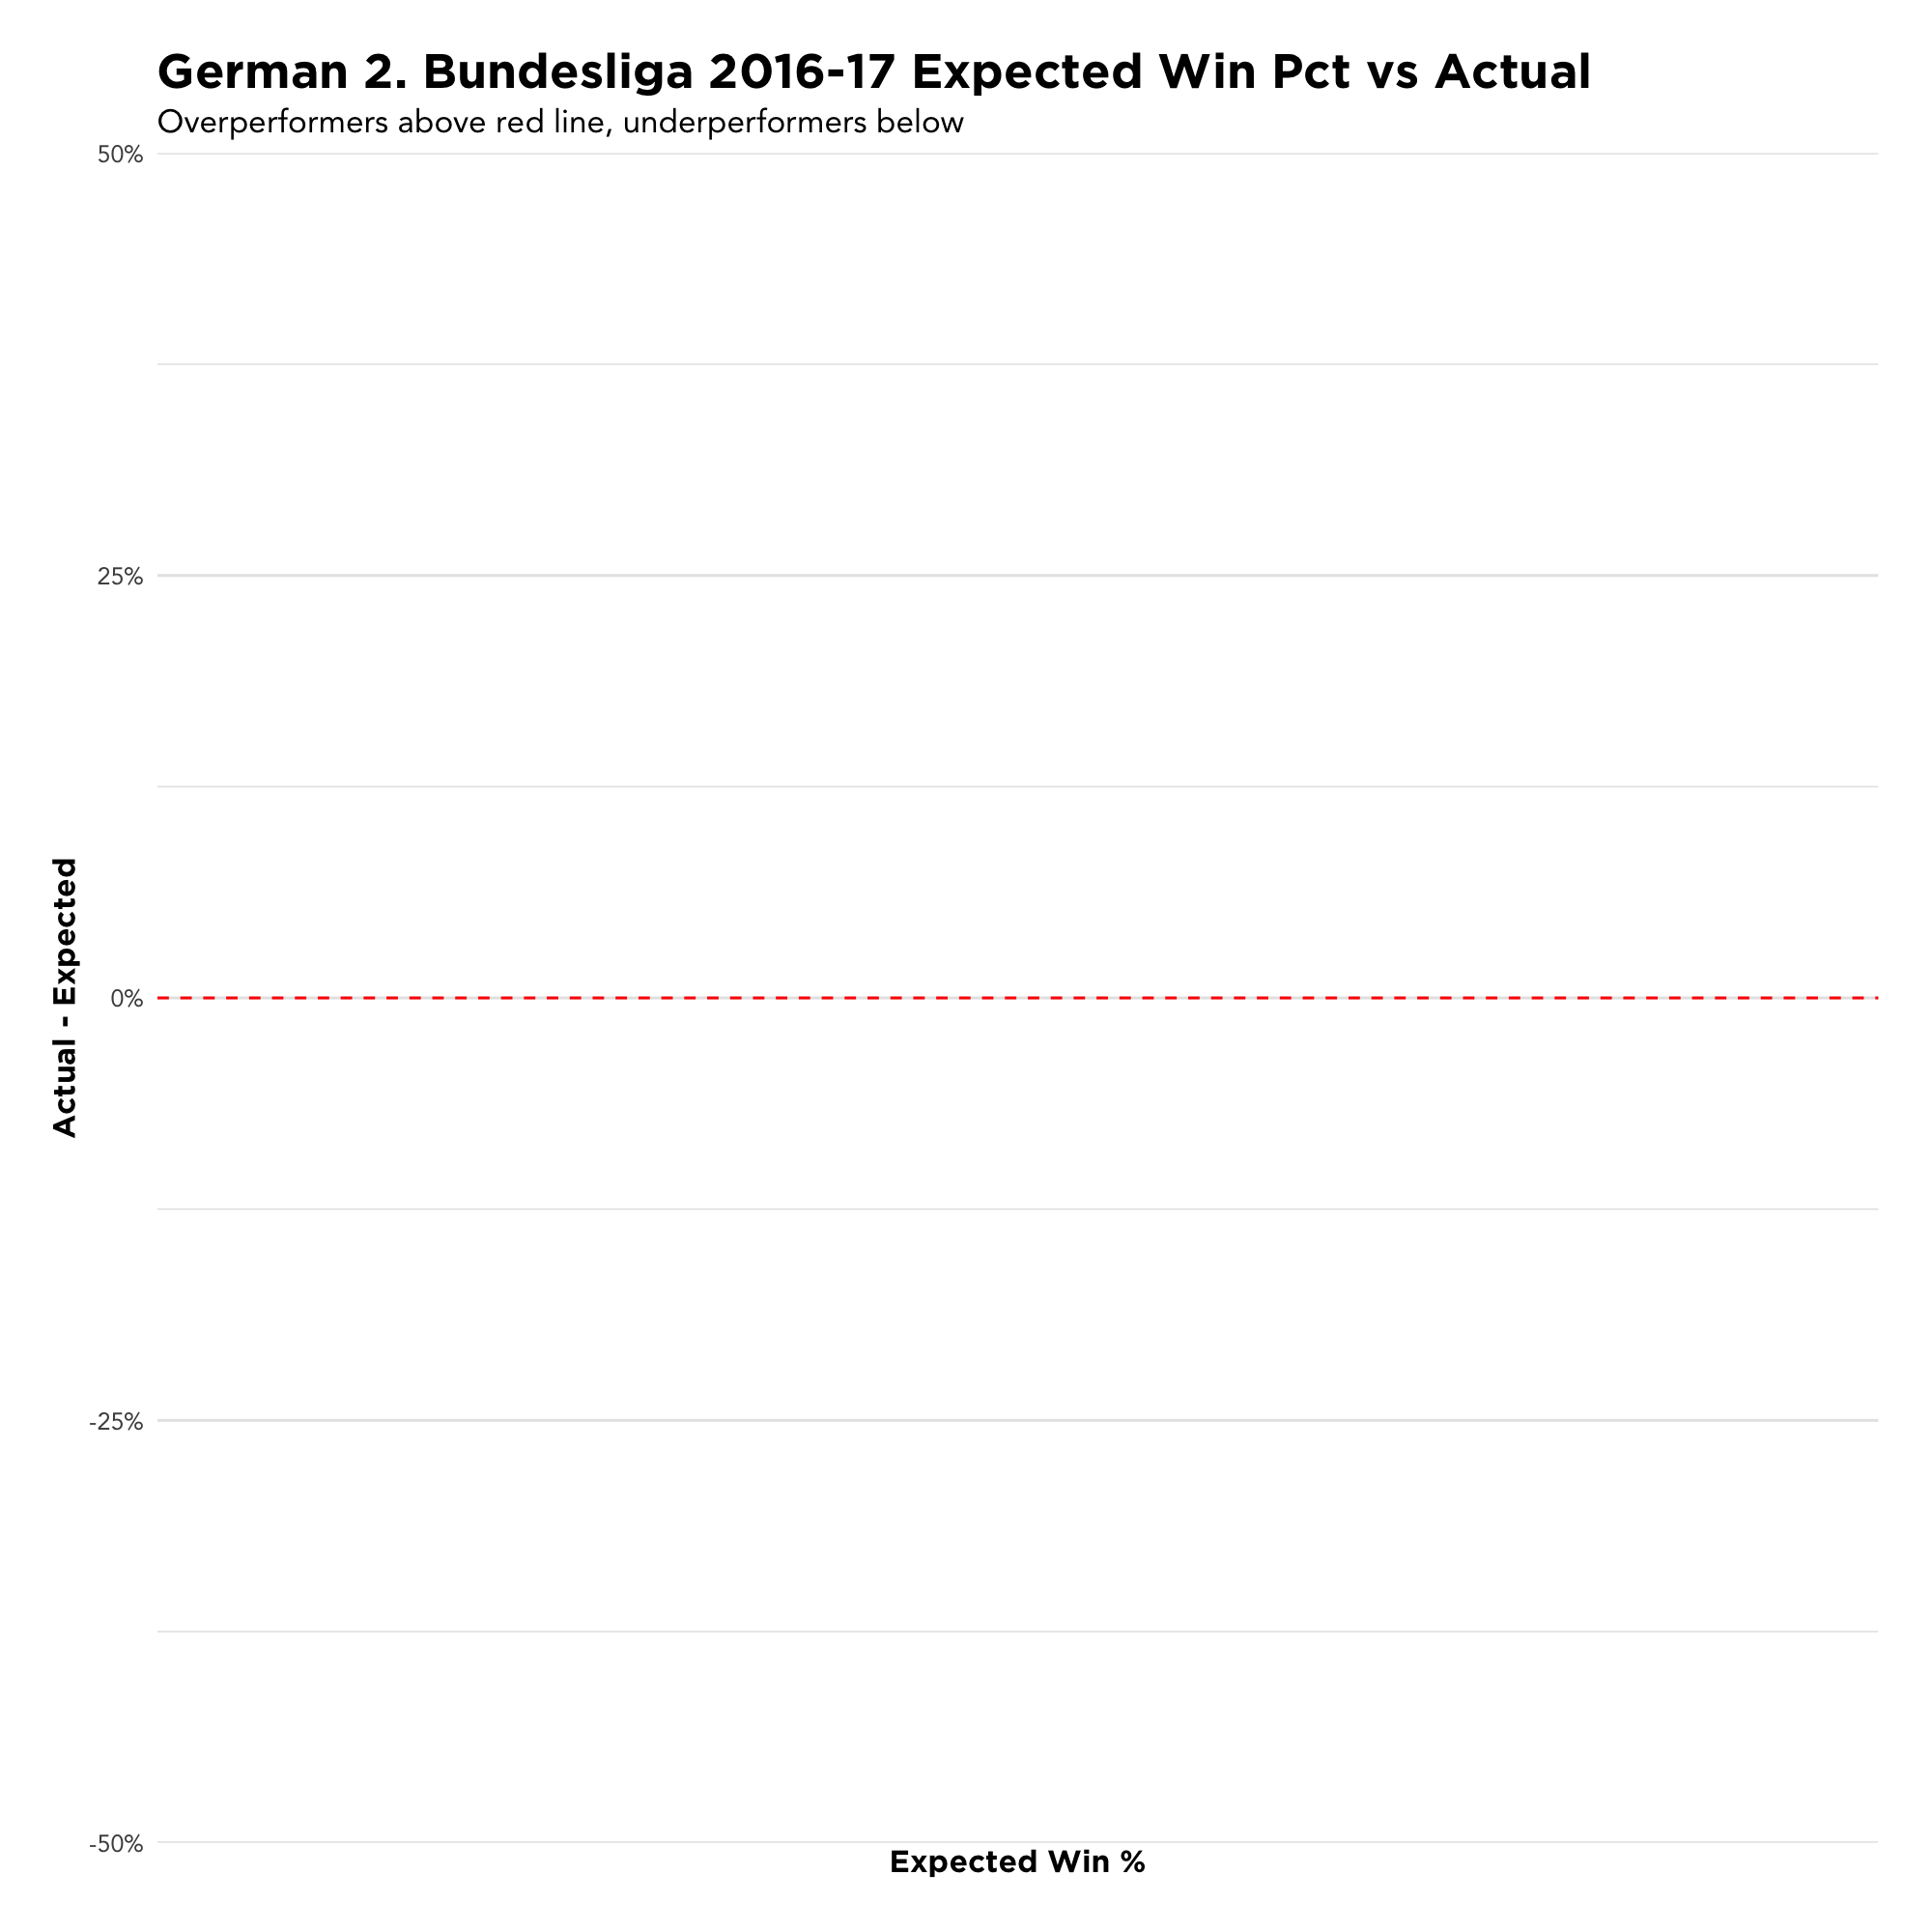 German 2. Bundesliga 2016-17 Expected Win Pct vs Actual
Overperformers above red line, underperformers below
50%
25%
0%
-25%
-50%
Actual - Expected
Expected Win %